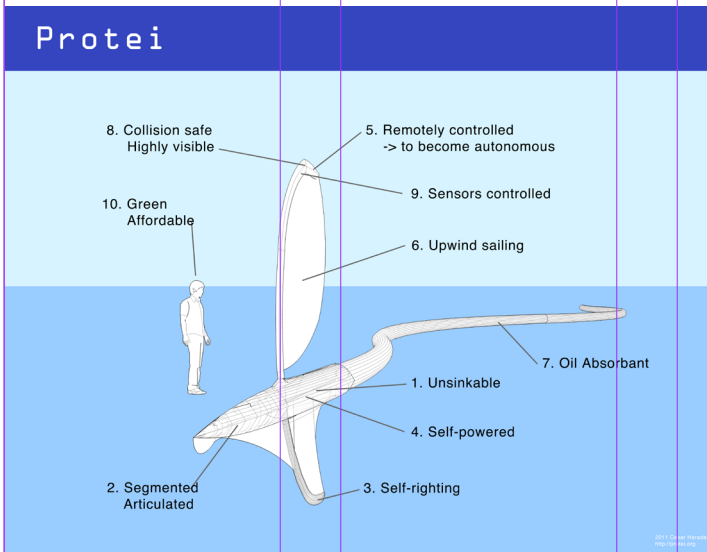 Protei
8. Collision safe
Highly visible
5. Remotely controlled
-> to become autonomous
9. Sensors controlled
10. Green
Affordable
6. Upwind sailing
7. Oil Absorbant
1. Unsinkable
4. Self-powered
2. Segmented
Articulated
3. Self-righting
2011 Cesar Harada
http://protei.org